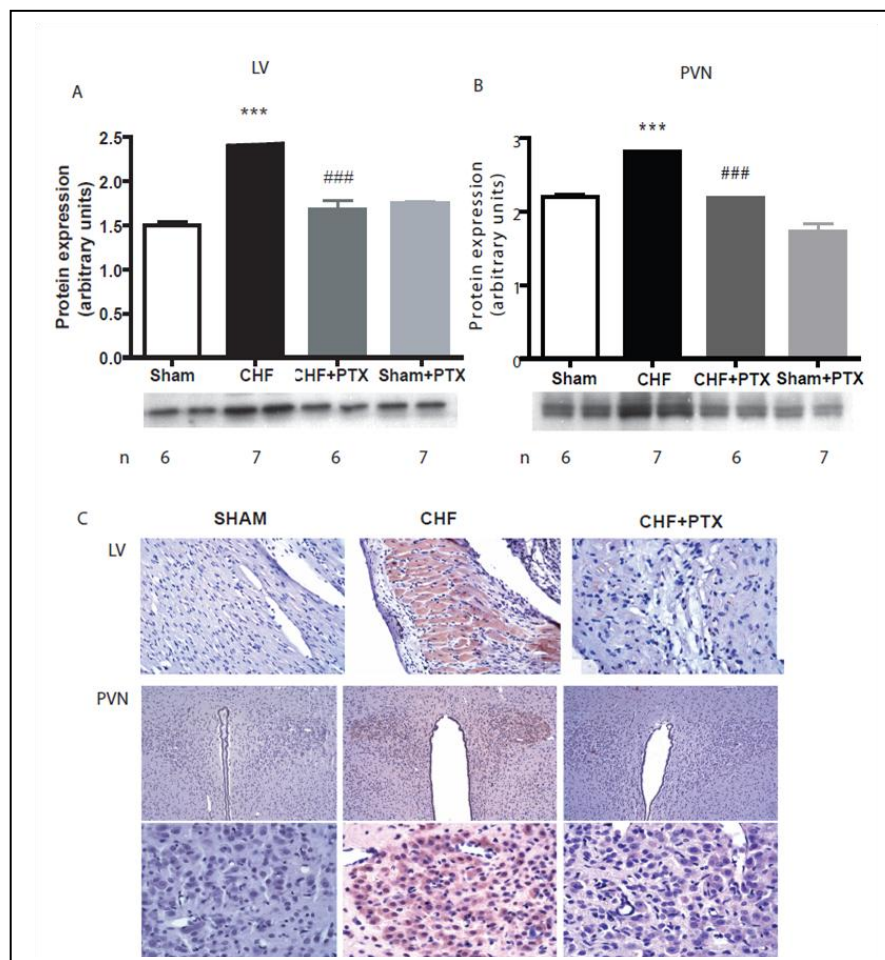 LV
A
***
###
Protein expression
(arbitrary units)
2.5
2.0
1.5
1.0
0.5
0.0
Sham CHF CHF+PTX Sham+PTX
n 6 7 6 7
PVN
B
***
###
Protein expression
(arbitrary units)
3
2
1
0
Sham CHF CHF+PTX Sham+PTX
n 6 7 6 7
C
SHAM CHF CHF+PTX
LV
PVN